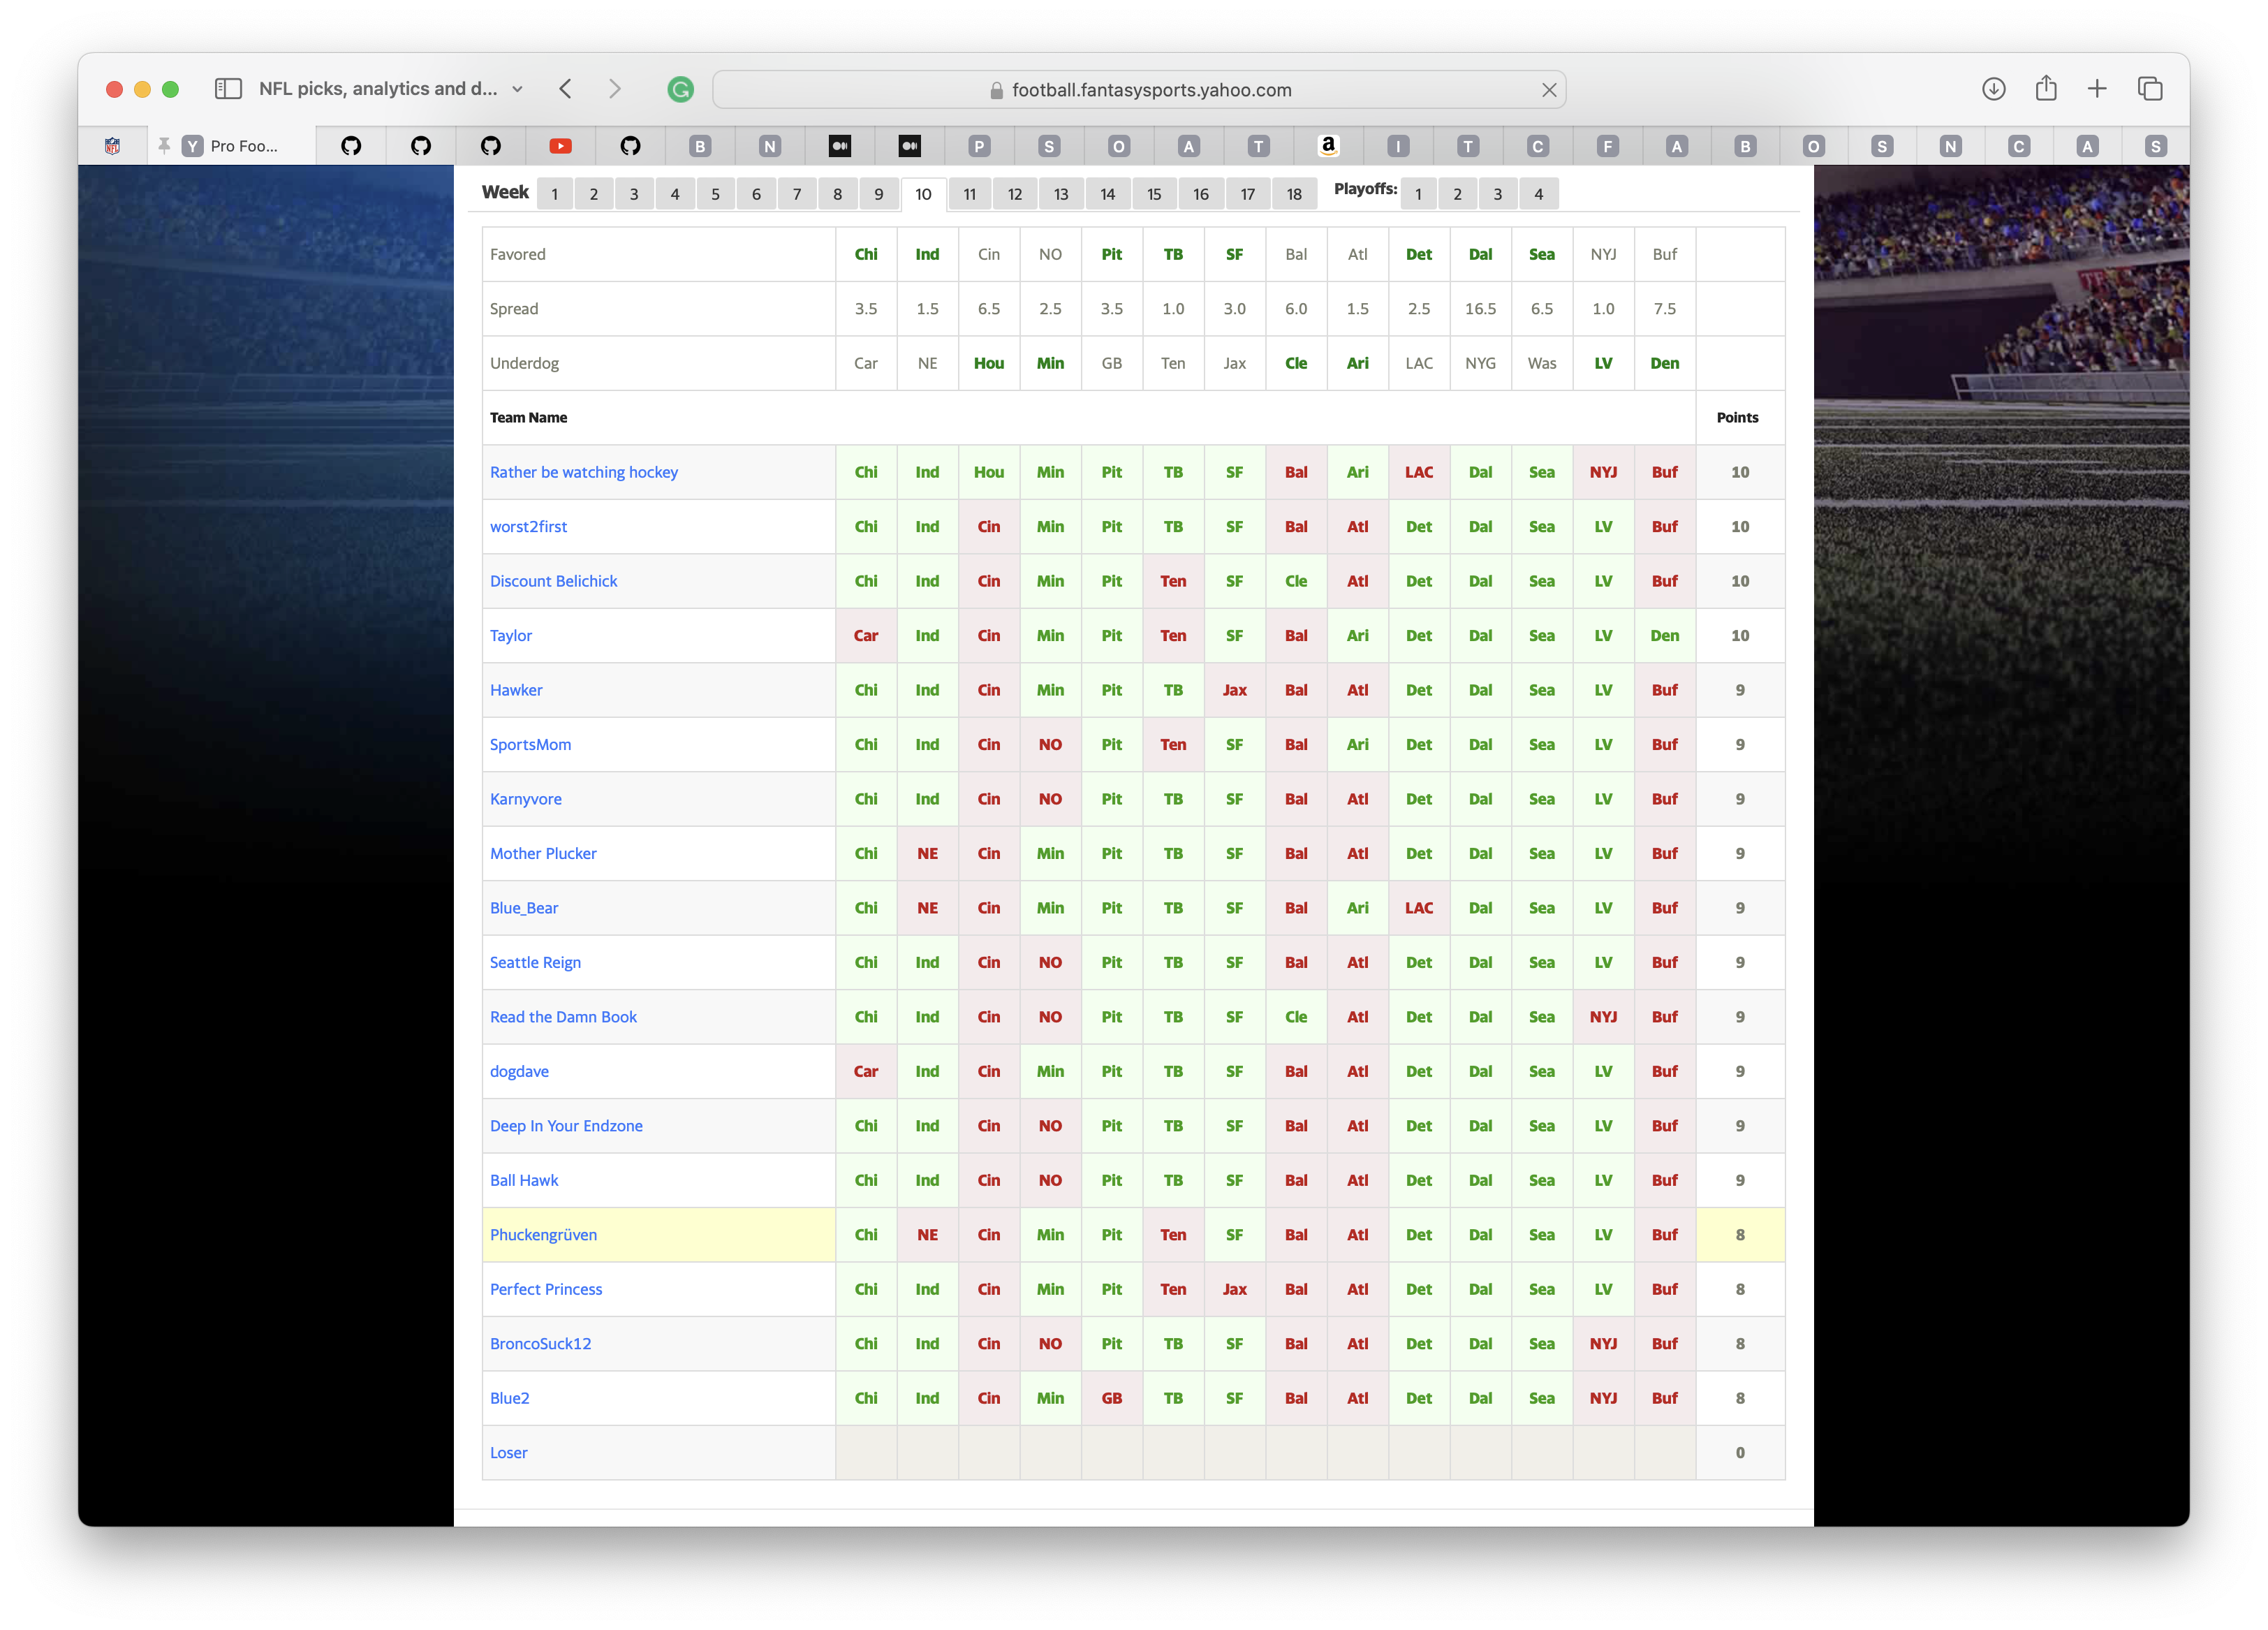 NFL picks, analytics and d...
football.fantasysports.yahoo.com
Y Pro Foo... B N P S O A T a I T C F A B O S N C A S
Week 1 2 3 4 5 6 7 8 9 10 11 12 13 14 15 16 17 18 Playoffs: 1 2 3 4
Favored Chi Ind Cin NO Pit TB SF Bal Atl Det Dal Sea NYJ Buf
Spread 3.5 1.5 6.5 2.5 3.5 1.0 3.0 6.0 1.5 2.5 16.5 6.5 1.0 7.5
Underdog Car NE Hou Min GB Ten Jax Cle Ari LAC NYG Was LV Den
Team Name Points
Rather be watching hockey Chi Ind Hou Min Pit TB SF Bal Ari LAC Dal Sea NYJ Buf 10
worst2first Chi Ind Cin Min Pit TB SF Bal Atl Det Dal Sea LV Buf 10
Discount Belichick Chi Ind Cin Min Pit Ten SF Cle Atl Det Dal Sea LV Buf 10
Taylor Car Ind Cin Min Pit Ten SF Bal Ari Det Dal Sea LV Den 10
Hawker Chi Ind Cin Min Pit TB Jax Bal Atl Det Dal Sea LV Buf 9
SportsMom Chi Ind Cin NO Pit Ten SF Bal Ari Det Dal Sea LV Buf 9
Karnyvore Chi Ind Cin NO Pit TB SF Bal Atl Det Dal Sea LV Buf 9
Mother Plucker Chi NE Cin Min Pit TB SF Bal Atl Det Dal Sea LV Buf 9
Blue_Bear Chi NE Cin Min Pit TB SF Bal Ari LAC Dal Sea LV Buf 9
Seattle Reign Chi Ind Cin NO Pit TB SF Bal Atl Det Dal Sea LV Buf 9
Read the Damn Book Chi Ind Cin NO Pit TB SF Cle Atl Det Dal Sea NYJ Buf 9
dogdave Car Ind Cin Min Pit TB SF Bal Atl Det Dal Sea LV Buf 9
Deep In Your Endzone Chi Ind Cin NO Pit TB SF Bal Atl Det Dal Sea LV Buf 9
Ball Hawk Chi Ind Cin NO Pit TB SF Bal Atl Det Dal Sea LV Buf 9
Phuckengrüven Chi NE Cin Min Pit Ten SF Bal Atl Det Dal Sea LV Buf 8
Perfect Princess Chi Ind Cin Min Pit Ten Jax Bal Atl Det Dal Sea LV Buf 8
BroncoSuck12 Chi Ind Cin NO Pit TB SF Bal Atl Det Dal Sea NYJ Buf 8
Blue2 Chi Ind Cin Min GB TB SF Bal Atl Det Dal Sea NYJ Buf 8
Loser 0